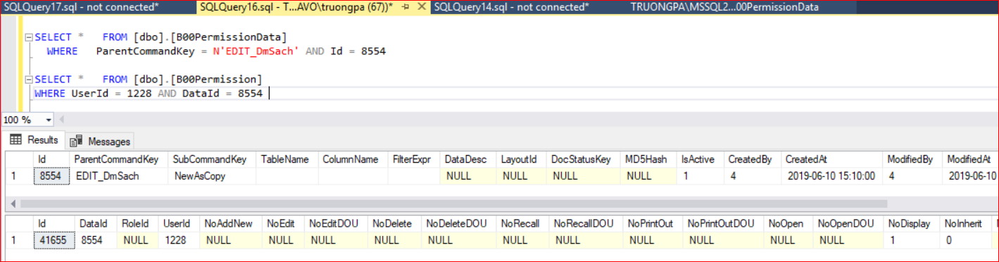 SQLQuery17.sql - not connected* SQLQuery16.sql - T...AVO\truongpa (67))* SQLQuery14.sql - not connected* TRUONGPA\MSSQL2...00PermissionData
SELECT * FROM [dbo].[B00PermissionData]
WHERE ParentCommandKey = N'EDIT_DmSach' AND Id = 8554
SELECT * FROM [dbo].[B00Permission]
WHERE UserId = 1228 AND DataId = 8554
100 %
Results Messages
Id ParentCommandKey SubCommandKey TableName ColumnName FilterExpr DataDesc LayoutId DocStatusKey MD5Hash IsActive CreatedBy CreatedAt ModifiedBy ModifiedAt
1 8554 EDIT_DmSach NewAsCopy NULL NULL NULL NULL 1 4 2019-06-10 15:10:00 4 2019-06-10
Id DataId RoleId UserId NoAddNew NoEdit NoEditDOU NoDelete NoDeleteDOU NoRecall NoRecallDOU NoPrintOut NoPrintOutDOU NoOpen NoOpenDOU NoDisplay NoInherit
1 41655 8554 NULL 1228 NULL NULL NULL NULL NULL NULL NULL NULL NULL NULL NULL 1 0